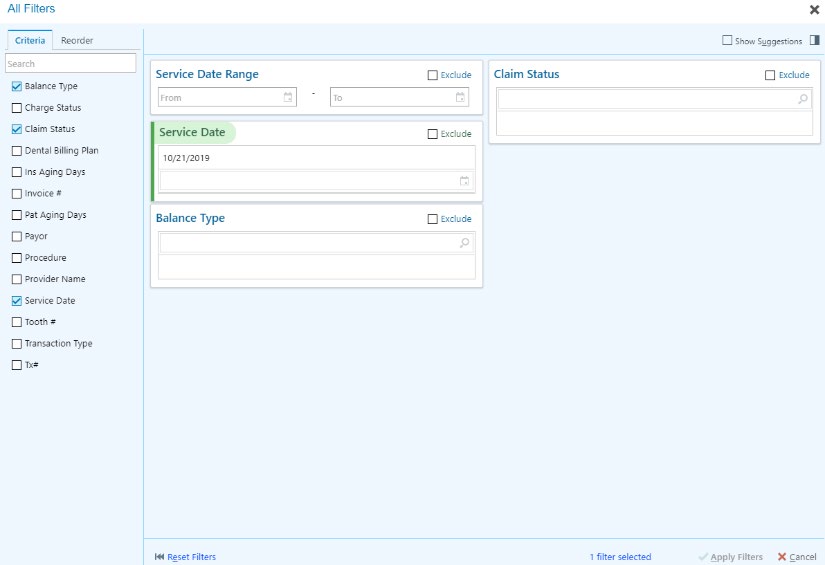 All Filters
Criteria Reorder
Show Suggestions
Search
Balance Type
Charge Status
Claim Status
Dental Billing Plan
Ins Aging Days
Invoice #
Pat Aging Days
Payor
Procedure
Provider Name
Service Date
Tooth #
Transaction Type
Tx#
Service Date Range Exclude
From - To
Service Date Exclude
10/21/2019
Balance Type Exclude
Claim Status Exclude
Reset Filters 1 filter selected Apply Filters Cancel